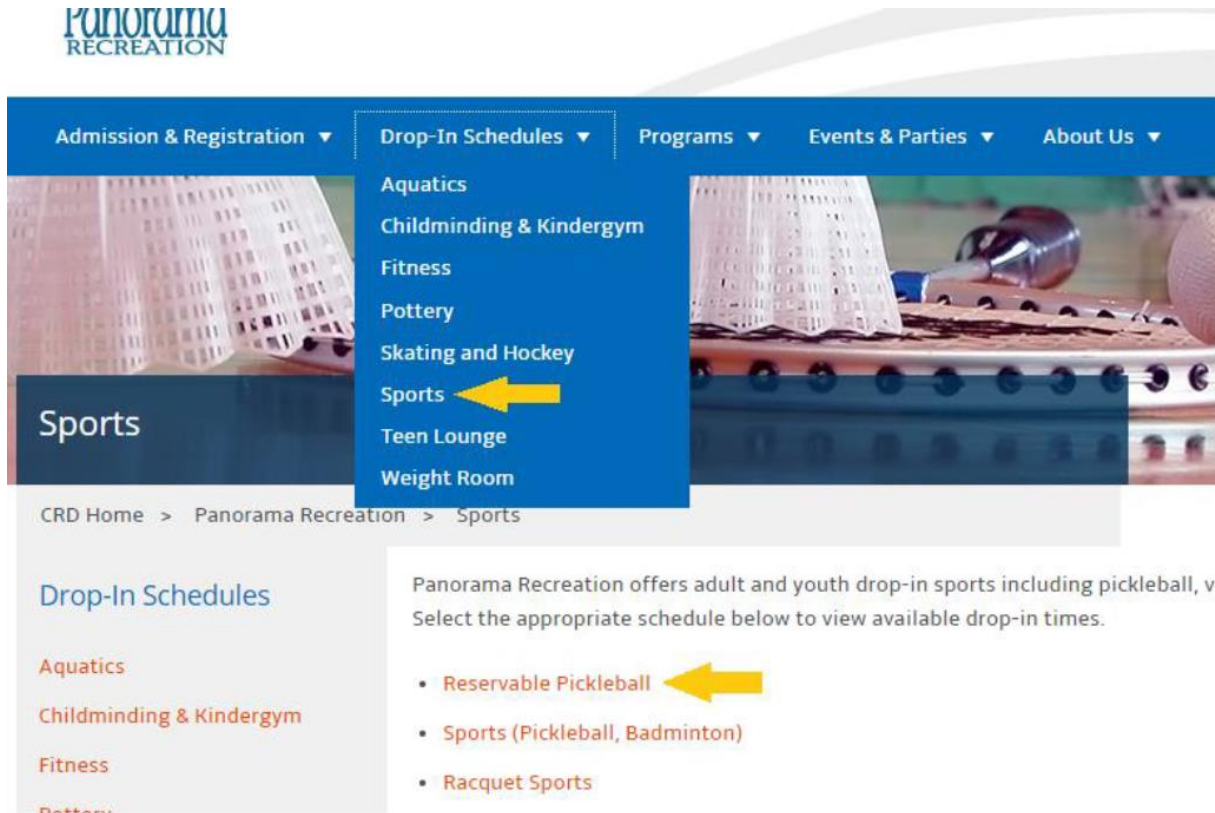 Panorama
RECREATION
Admission & Registration ▼ Drop-In Schedules ▼ Programs ▼ Events & Parties ▼ About Us ▼
Aquatics
Childminding & Kindergym
Fitness
Pottery
Skating and Hockey
Sports
Teen Lounge
Weight Room
Sports
CRD Home > Panorama Recreation > Sports
Drop-In Schedules
Aquatics
Childminding & Kindergym
Fitness
Pottery
Panorama Recreation offers adult and youth drop-in sports including pickleball, v
Select the appropriate schedule below to view available drop-in times.
• Reservable Pickleball
• Sports (Pickleball, Badminton)
• Racquet Sports